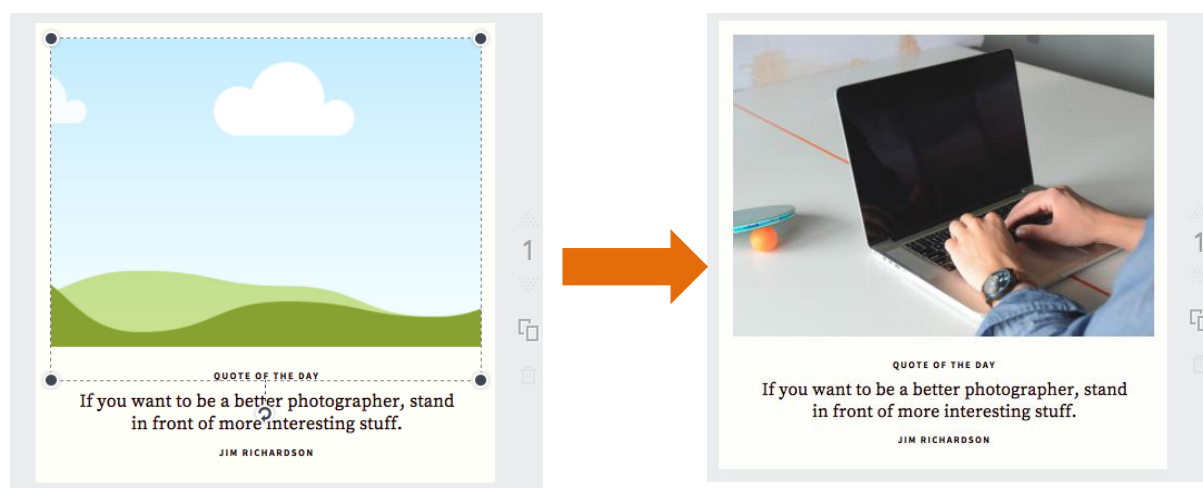 1
QUOTE OF THE DAY
If you want to be a better photographer, stand
in front of more interesting stuff.
JIM RICHARDSON
1
QUOTE OF THE DAY
If you want to be a better photographer, stand
in front of more interesting stuff.
JIM RICHARDSON